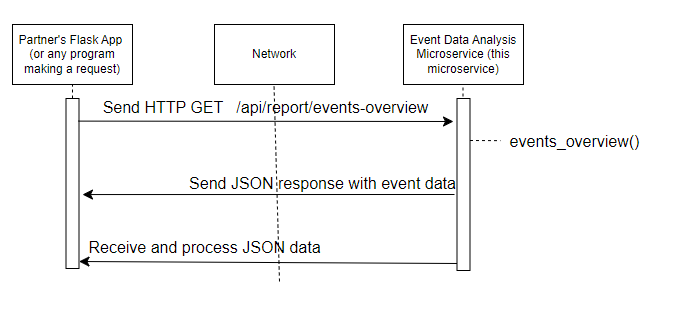 Partner's Flask App
(or any program
making a request)
Network
Event Data Analysis
Microservice (this
microservice)
Send HTTP GET /api/report/events-overview
events_overview()
Send JSON response with event data
Receive and process JSON data